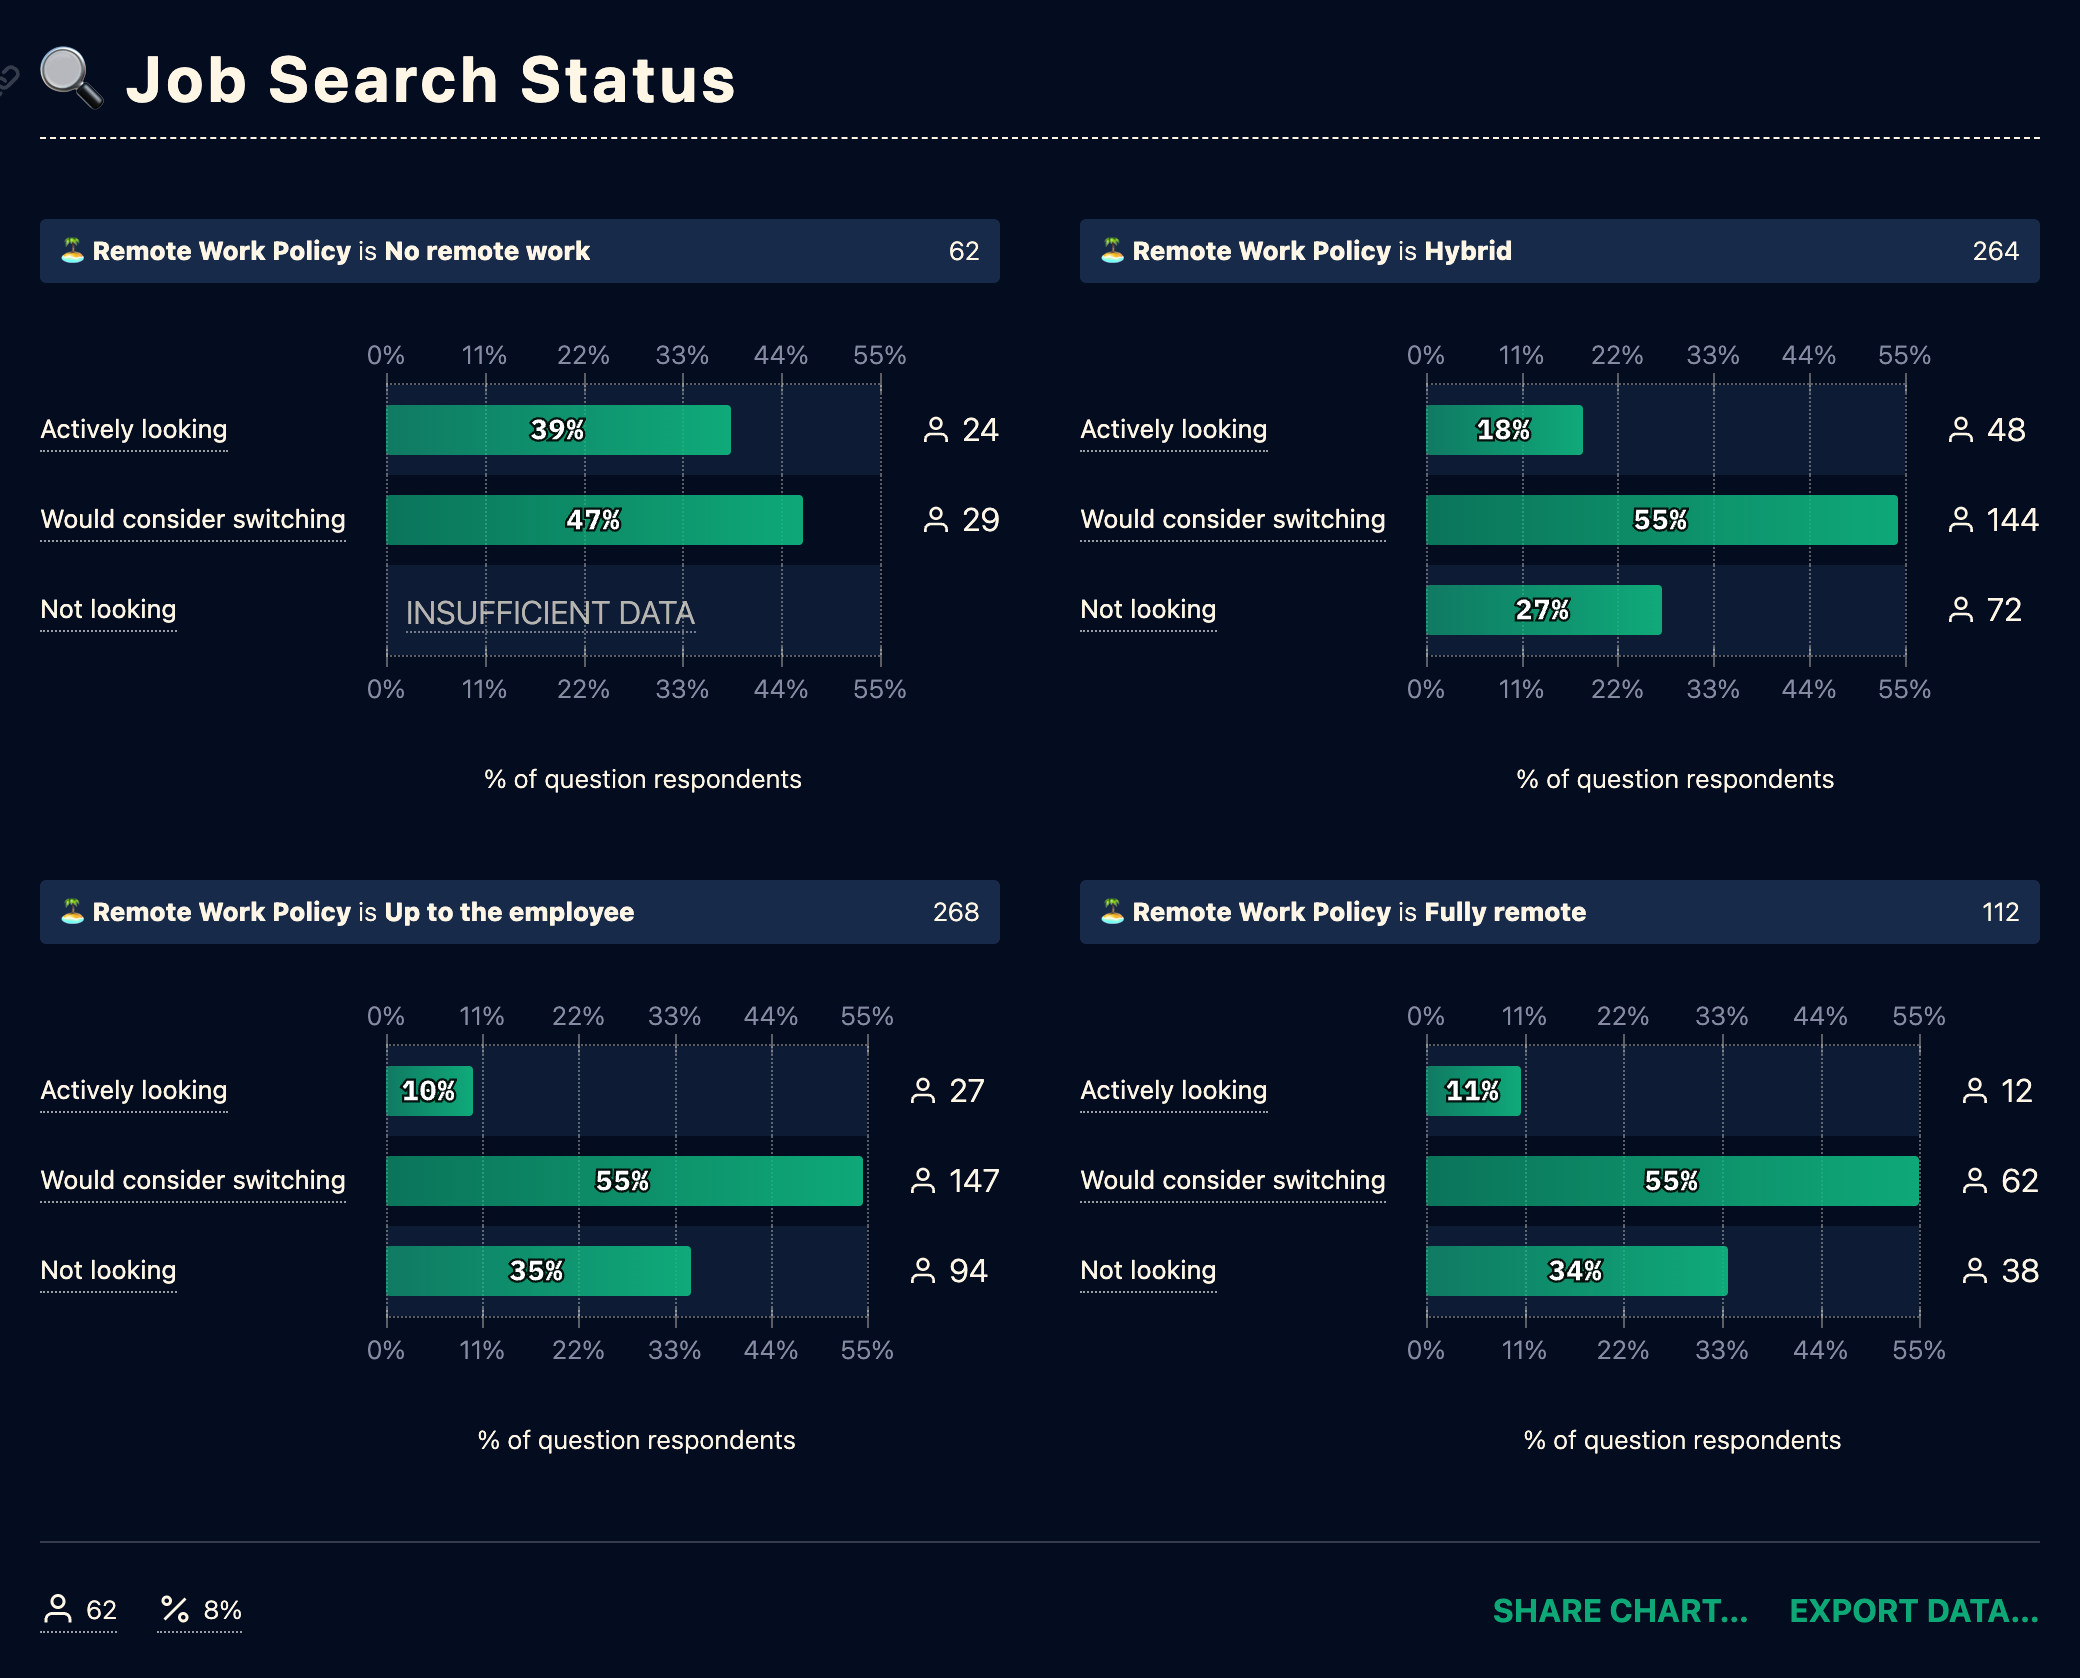 Job Search Status
Remote Work Policy is No remote work 62
0% 11% 22% 33% 44% 55%
Actively looking 39% 24
Would consider switching 47% 29
Not looking INSUFFICIENT DATA
0% 11% 22% 33% 44% 55%
% of question respondents
Remote Work Policy is Hybrid 264
0% 11% 22% 33% 44% 55%
Actively looking 18% 48
Would consider switching 55% 144
Not looking 27% 72
0% 11% 22% 33% 44% 55%
% of question respondents
Remote Work Policy is Up to the employee 268
0% 11% 22% 33% 44% 55%
Actively looking 10% 27
Would consider switching 55% 147
Not looking 35% 94
0% 11% 22% 33% 44% 55%
% of question respondents
Remote Work Policy is Fully remote 112
0% 11% 22% 33% 44% 55%
Actively looking 11% 12
Would consider switching 55% 62
Not looking 34% 38
0% 11% 22% 33% 44% 55%
% of question respondents
62 % 8% SHARE CHART... EXPORT DATA...